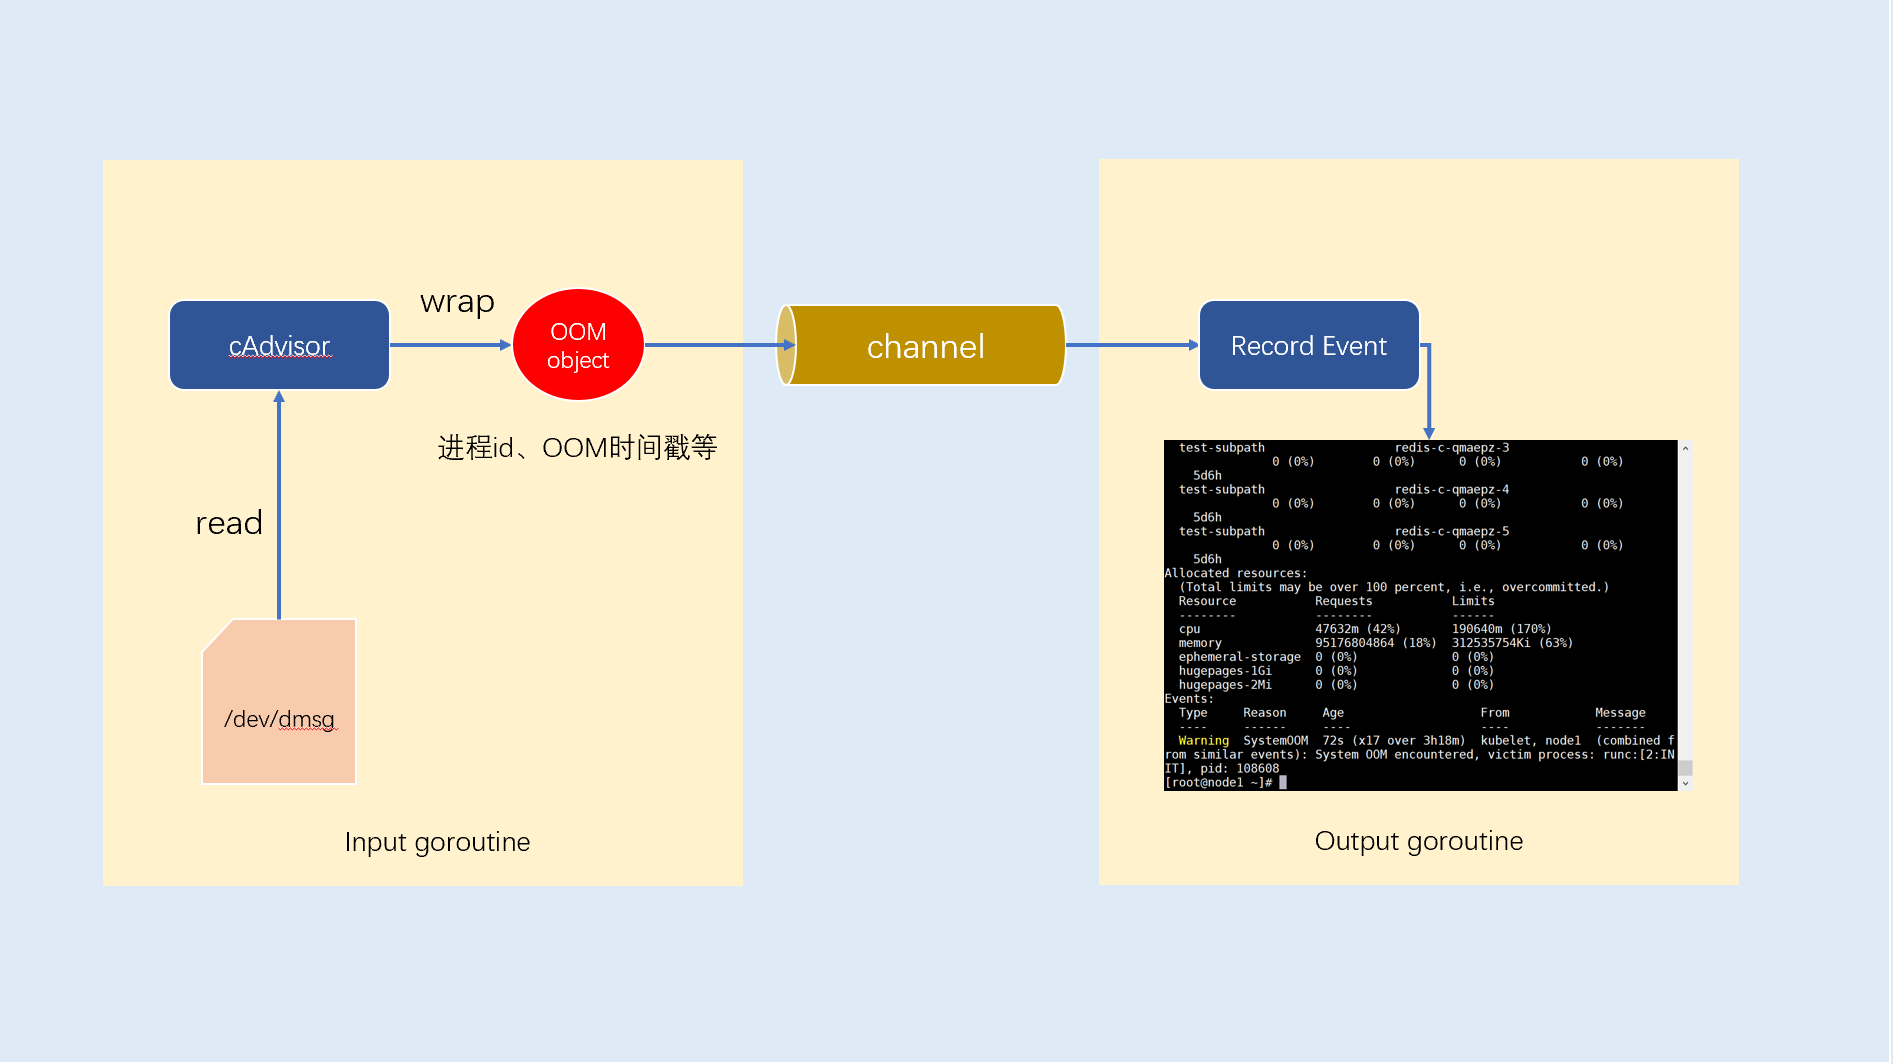 wrap
cAdvisor
OOM
object
进程id、OOM时间戳等
read
/dev/dmsg
Input goroutine
channel
Record Event
test-subpath redis-c-qmaepz-3
0 (0%) 0 (0%) 0 (0%) 0 (0%)
5d6h
test-subpath redis-c-qmaepz-4
0 (0%) 0 (0%) 0 (0%) 0 (0%)
5d6h
test-subpath redis-c-qmaepz-5
0 (0%) 0 (0%) 0 (0%) 0 (0%)
5d6h
Allocated resources:
(Total limits may be over 100 percent, i.e., overcommitted.)
Resource Requests Limits
-------- -------- ------
cpu 47632m (42%) 190640m (170%)
memory 95176804864 (18%) 312535754Ki (63%)
ephemeral-storage 0 (0%) 0 (0%)
hugepages-1Gi 0 (0%) 0 (0%)
hugepages-2Mi 0 (0%) 0 (0%)
Events:
Type Reason Age From Message
---- ------ ---- ---- -------
Warning SystemOOM 72s (x17 over 3h18m) kubelet, node1 (combined f
rom similar events): System OOM encountered, victim process: runc:[2:IN
IT], pid: 108608
[root@node1 ~]#
Output goroutine